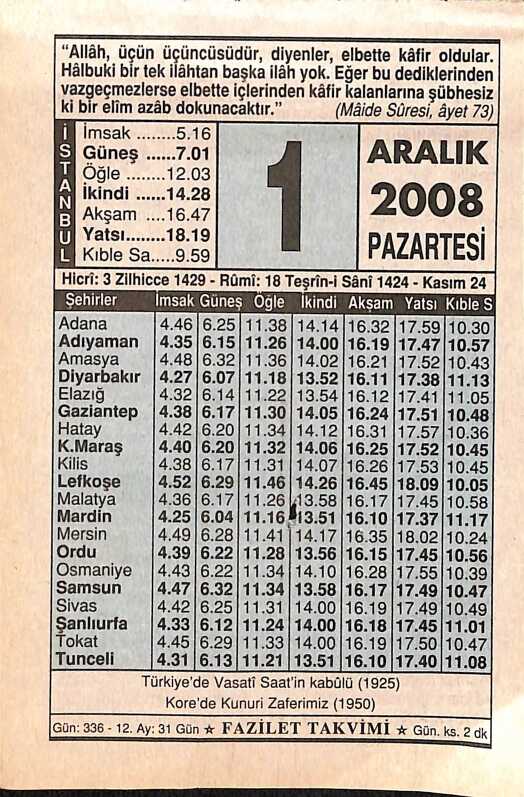 “Allâh, üçün üçüncüsüdür, diyenler, elbette kâfir oldular.
Hâlbuki bir tek ilâhtan başka ilâh yok. Eğer bu dediklerinden
vazgeçmezlerse elbette içlerinden kâfir kalanlarına şübhesiz
ki bir elîm azâb dokunacaktır.” (Mâide Sûresi, âyet 73)
İSTANBUL
İmsak ........5.16
Güneş ......7.01
Öğle ........12.03
İkindi ......14.28
Akşam ....16.47
Yatsı........18.19
Kıble Sa.....9.59
1
ARALIK
2008
PAZARTESİ
Hicrî: 3 Zilhicce 1429 - Rûmî: 18 Teşrîn-i Sânî 1424 - Kasım 24
Şehirler İmsak Güneş Öğle İkindi Akşam Yatsı Kıble S
Adana 4.46 6.25 11.38 14.14 16.32 17.59 10.30
Adıyaman 4.35 6.15 11.26 14.00 16.19 17.47 10.57
Amasya 4.48 6.32 11.36 14.02 16.21 17.52 10.43
Diyarbakır 4.27 6.07 11.18 13.52 16.11 17.38 11.13
Elazığ 4.32 6.14 11.22 13.54 16.12 17.41 11.05
Gaziantep 4.38 6.17 11.30 14.05 16.24 17.51 10.48
Hatay 4.42 6.20 11.34 14.12 16.31 17.57 10.36
K.Maraş 4.40 6.20 11.32 14.06 16.25 17.52 10.45
Kilis 4.38 6.17 11.31 14.07 16.26 17.53 10.45
Lefkoşe 4.52 6.29 11.46 14.26 16.45 18.09 10.05
Malatya 4.36 6.17 11.26 13.58 16.17 17.45 10.58
Mardin 4.25 6.04 11.16 13.51 16.10 17.37 11.17
Mersin 4.49 6.28 11.41 14.17 16.35 18.02 10.24
Ordu 4.39 6.22 11.28 13.56 16.15 17.45 10.56
Osmaniye 4.43 6.22 11.34 14.10 16.28 17.55 10.39
Samsun 4.47 6.32 11.34 13.58 16.17 17.49 10.47
Sivas 4.42 6.25 11.31 14.00 16.19 17.49 10.49
Şanlıurfa 4.33 6.12 11.24 14.00 16.18 17.45 11.01
Tokat 4.45 6.29 11.33 14.00 16.19 17.50 10.47
Tunceli 4.31 6.13 11.21 13.51 16.10 17.40 11.08
Türkiye'de Vasatî Saat'in kabûlü (1925)
Kore'de Kunuri Zaferimiz (1950)
Gün: 336 - 12. Ay: 31 Gün ☆ FAZİLET TAKVİMİ ☆ Gün. ks. 2 dk